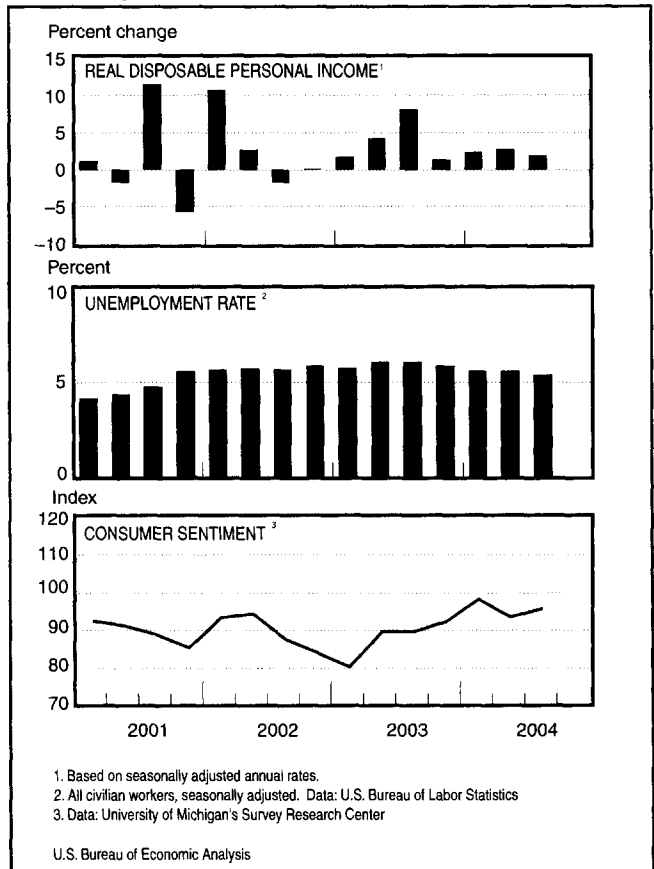 Percent change
15
REAL DISPOSABLE PERSONAL INCOME¹
10
5
0
−5
−10
Percent
10
UNEMPLOYMENT RATE ²
5
0
Index
120
CONSUMER SENTIMENT ³
110
100
90
80
70
2001 2002 2003 2004
1. Based on seasonally adjusted annual rates.
2. All civilian workers, seasonally adjusted. Data: U.S. Bureau of Labor Statistics
3. Data: University of Michigan's Survey Research Center
U.S. Bureau of Economic Analysis